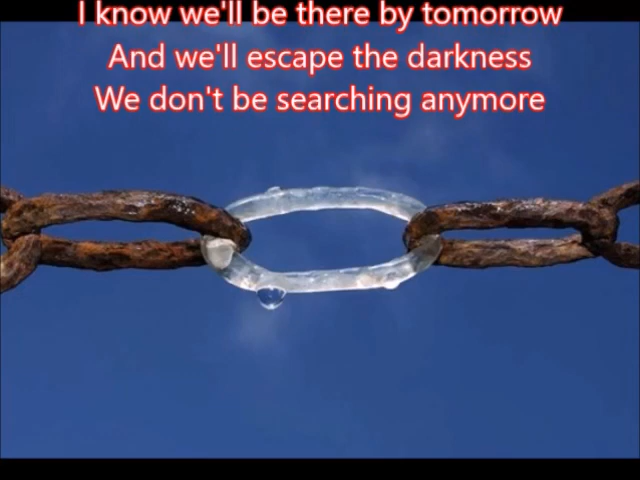 I know we'll be there by tomorrow
And we'll escape the darkness
We don't be searching anymore